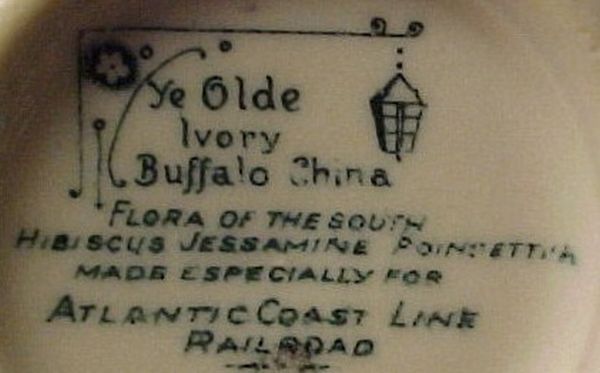 Ye Olde
Ivory
Buffalo China
FLORA OF THE SOUTH
HIBISCUS JESSAMINE POINSETTIA
MADE ESPECIALLY FOR
ATLANTIC COAST LINE
RAILROAD